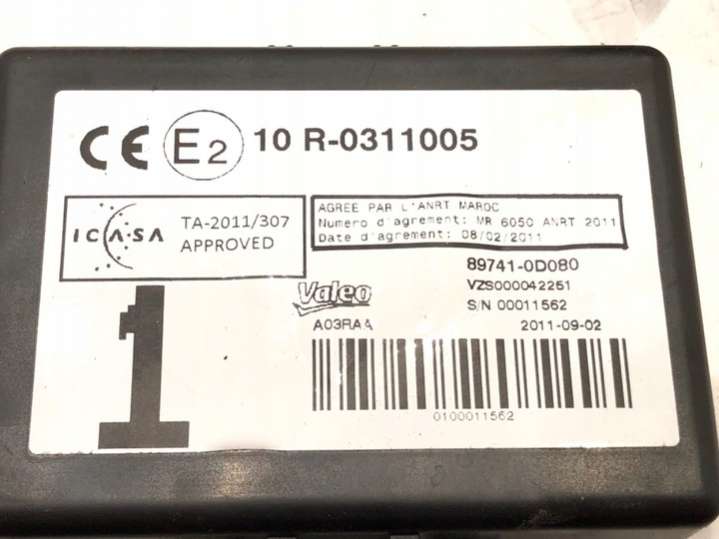 CE E2 10 R-0311005
ICASA
TA-2011/307
APPROVED
AGREE PAR L'ANRT MAROC
Numero d'agrement: MR 6050 ANRT 2011
Date d'agrement: 08/02/2011
89741-0D080
VZS000042251
S/N 00011562
Valeo
A03RAA
2011-09-02
1
0100011562